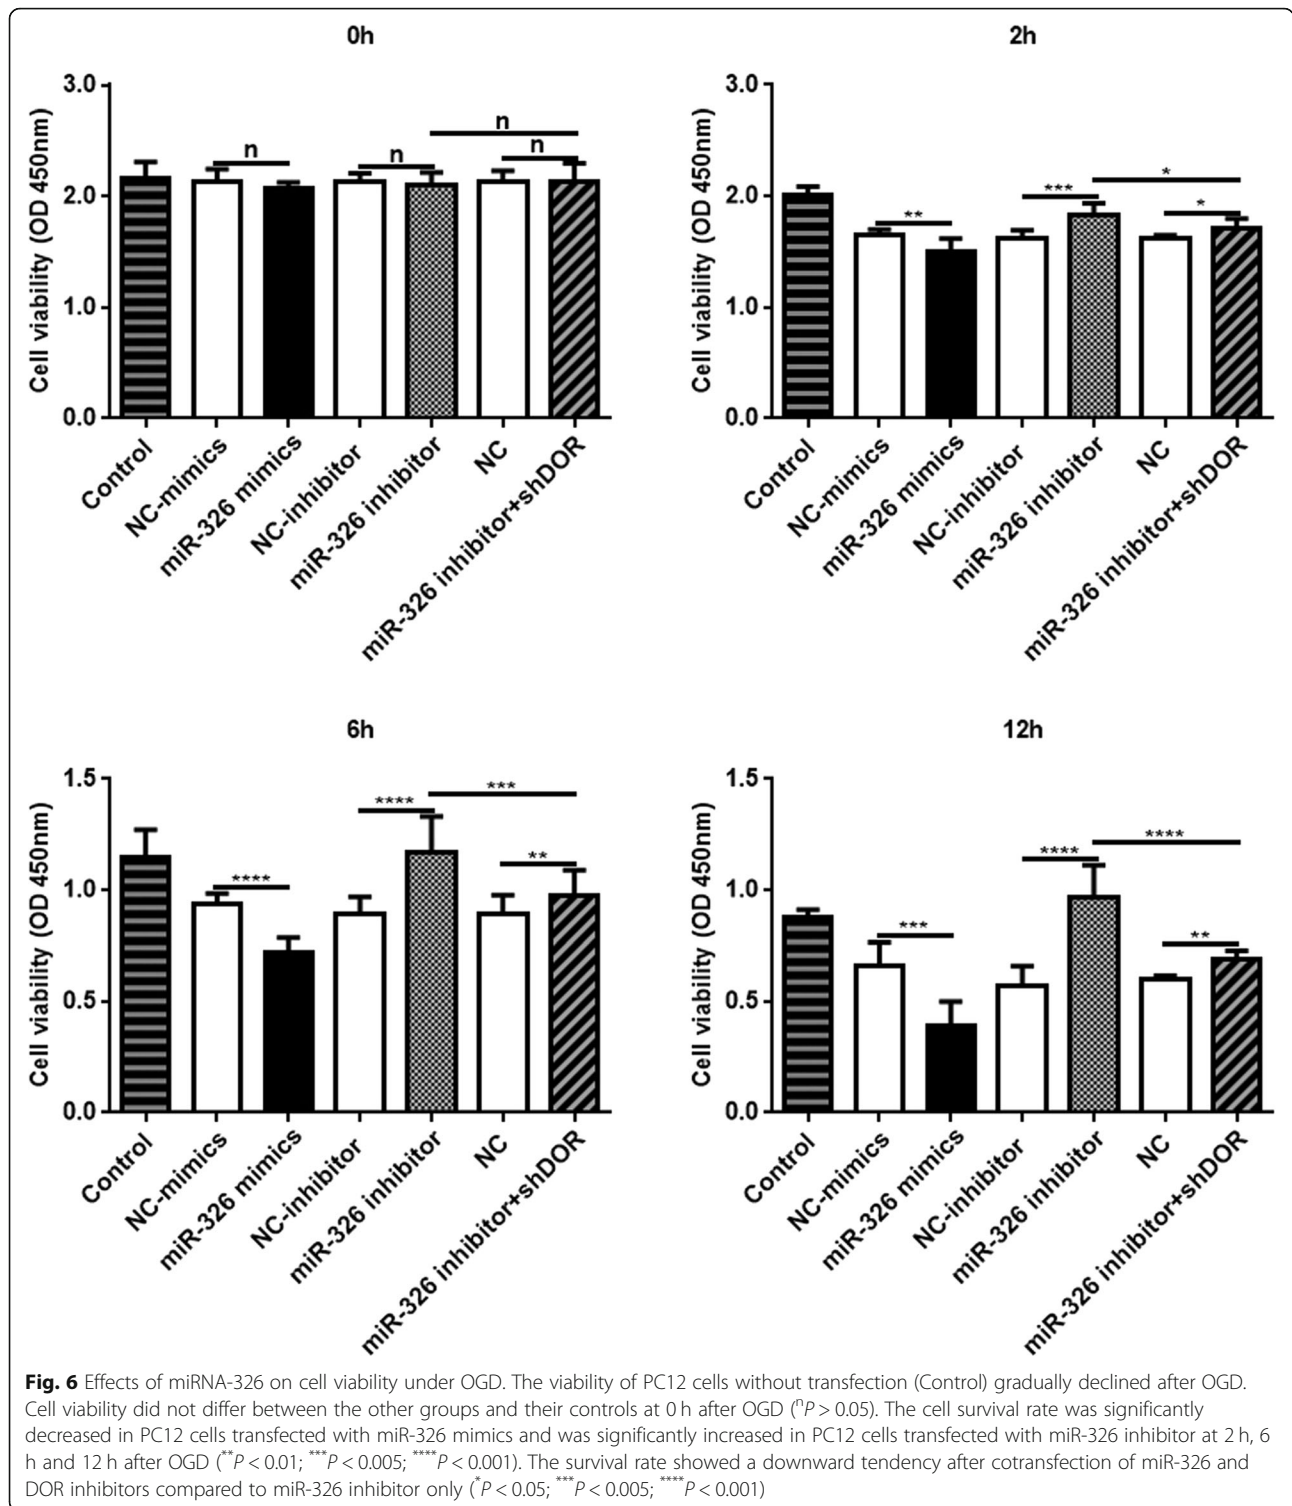 0h
Cell viability (OD 450nm)
3.0
2.0
1.0
0.0
n
n
n
n
Control
NC-mimics
miR-326 mimics
NC-inhibitor
miR-326 inhibitor
NC
miR-326 inhibitor+shDOR
2h
Cell viability (OD 450nm)
3.0
2.0
1.0
0.0
**
***
*
*
Control
NC-mimics
miR-326 mimics
NC-inhibitor
miR-326 inhibitor
NC
miR-326 inhibitor+shDOR
6h
Cell viability (OD 450nm)
1.5
1.0
0.5
0.0
****
****
***
**
Control
NC-mimics
miR-326 mimics
NC-inhibitor
miR-326 inhibitor
NC
miR-326 inhibitor+shDOR
12h
Cell viability (OD 450nm)
1.5
1.0
0.5
0.0
***
****
****
**
Control
NC-mimics
miR-326 mimics
NC-inhibitor
miR-326 inhibitor
NC
miR-326 inhibitor+shDOR
Fig. 6 Effects of miRNA-326 on cell viability under OGD. The viability of PC12 cells without transfection (Control) gradually declined after OGD.
Cell viability did not differ between the other groups and their controls at 0 h after OGD (ⁿP > 0.05). The cell survival rate was significantly
decreased in PC12 cells transfected with miR-326 mimics and was significantly increased in PC12 cells transfected with miR-326 inhibitor at 2 h, 6
h and 12 h after OGD (**P < 0.01; ***P < 0.005; ****P < 0.001). The survival rate showed a downward tendency after cotransfection of miR-326 and
DOR inhibitors compared to miR-326 inhibitor only (*P < 0.05; ***P < 0.005; ****P < 0.001)